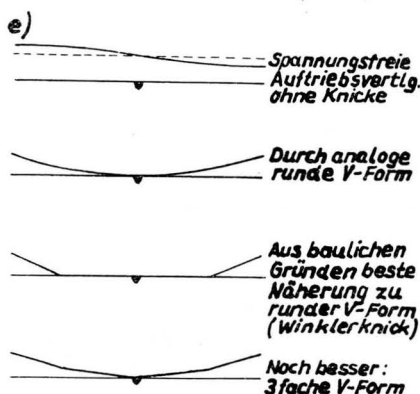 e)
Spannungsfreie
Auftriebsvertlg.
ohne Knicke
Durch analoge
runde V-Form
Aus baulichen
Gründen beste
Näherung zu
runder V-Form
(Winklerknick)
Noch besser:
3fache V-Form